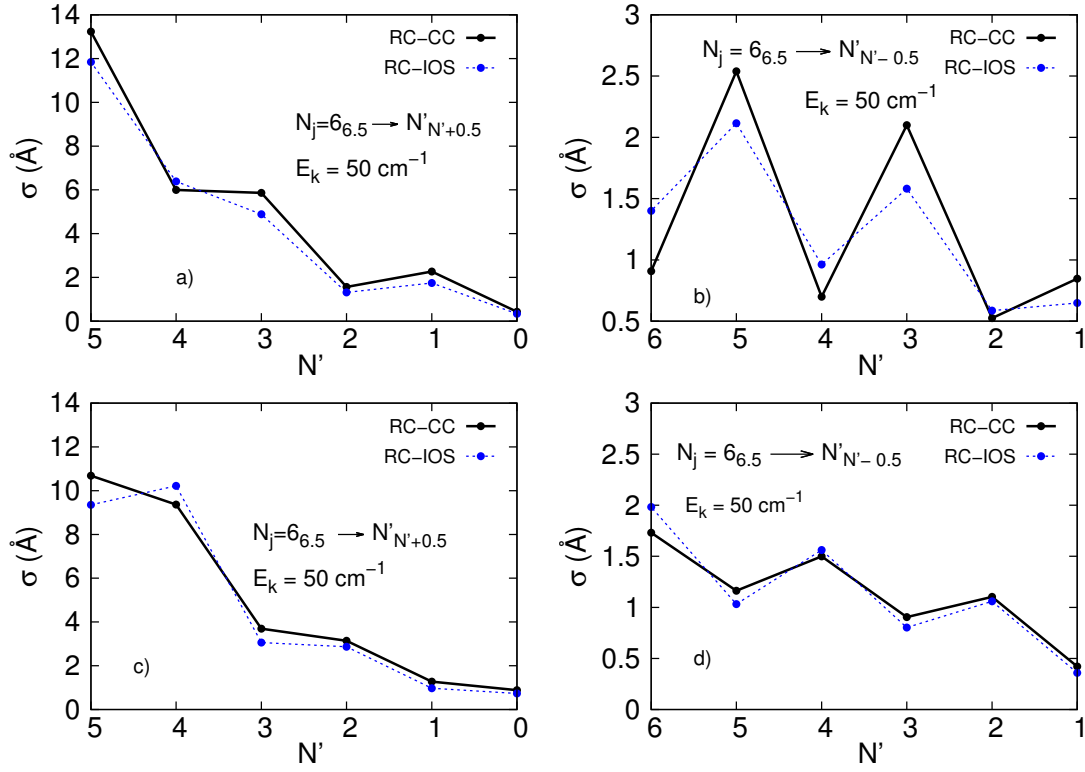 14
12
10
8
6
4
2
0
σ (Å)
RC−CC
RC−IOS
N_j=6_6.5 → N'_N'+0.5
E_k = 50 cm⁻¹
a)
5 4 3 2 1 0
N'
3
2.5
2
1.5
1
0.5
σ (Å)
RC−CC
RC−IOS
N_j = 6_6.5 → N'_N'− 0.5
E_k = 50 cm⁻¹
b)
6 5 4 3 2 1
N'
14
12
10
8
6
4
2
0
σ (Å)
RC−CC
RC−IOS
N_j=6_6.5 → N'_N'+0.5
E_k = 50 cm⁻¹
c)
5 4 3 2 1 0
N'
3
2.5
2
1.5
1
0.5
0
σ (Å)
RC−CC
RC−IOS
N_j = 6_6.5 → N'_N'− 0.5
E_k = 50 cm⁻¹
d)
6 5 4 3 2 1
N'